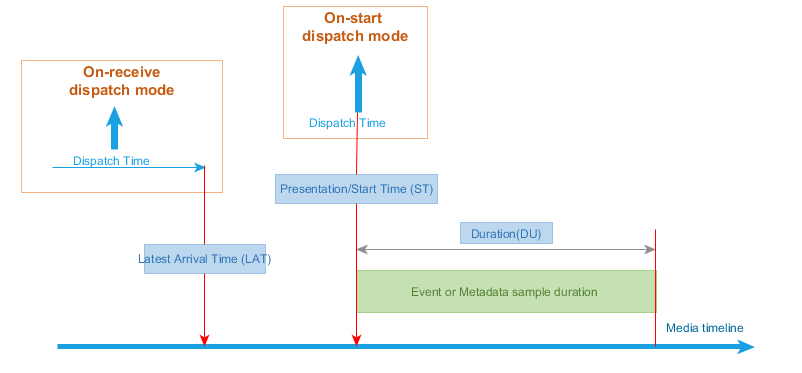 On-start
dispatch mode
On-receive
dispatch mode
Dispatch Time
Dispatch Time
Presentation/Start Time (ST)
Duration(DU)
Latest Arrival Time (LAT)
Event or Metadata sample duration
Media timeline